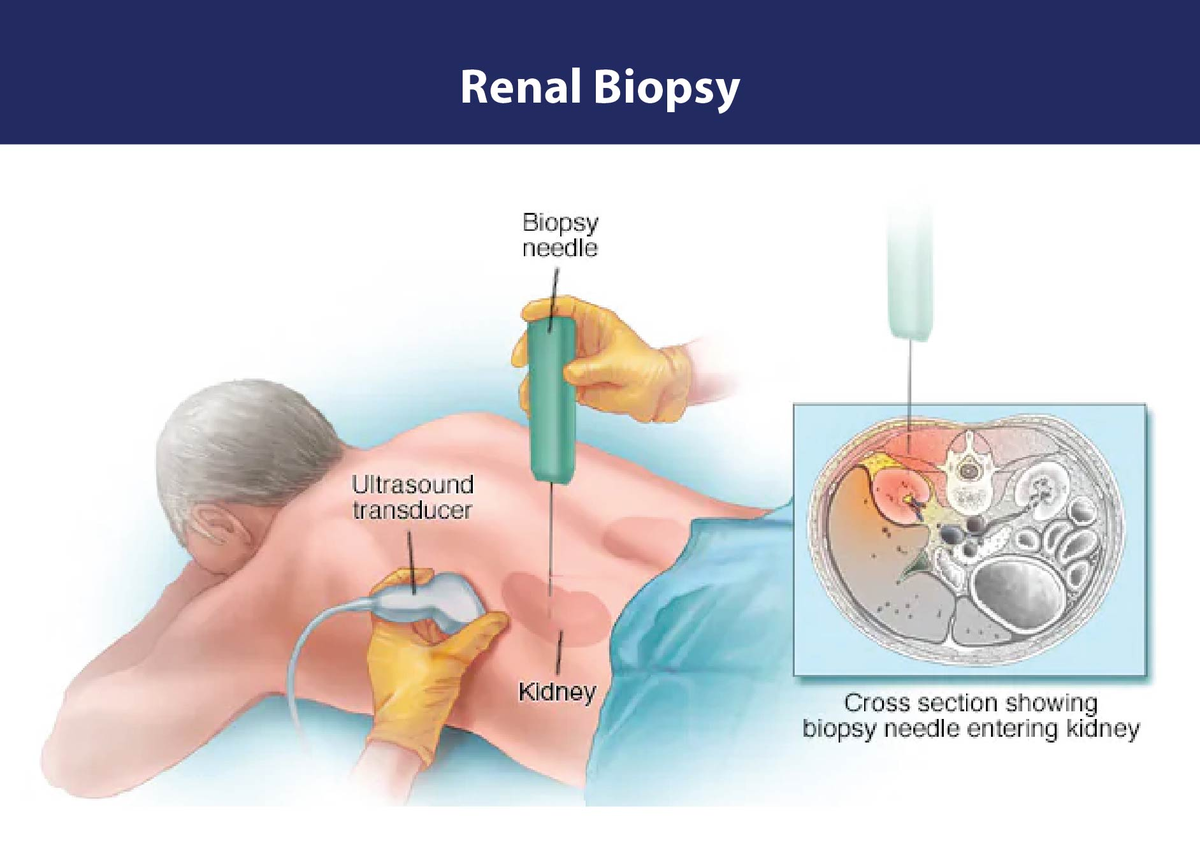 Renal Biopsy
Biopsy
needle
Ultrasound
transducer
Kidney
Cross section showing
biopsy needle entering kidney